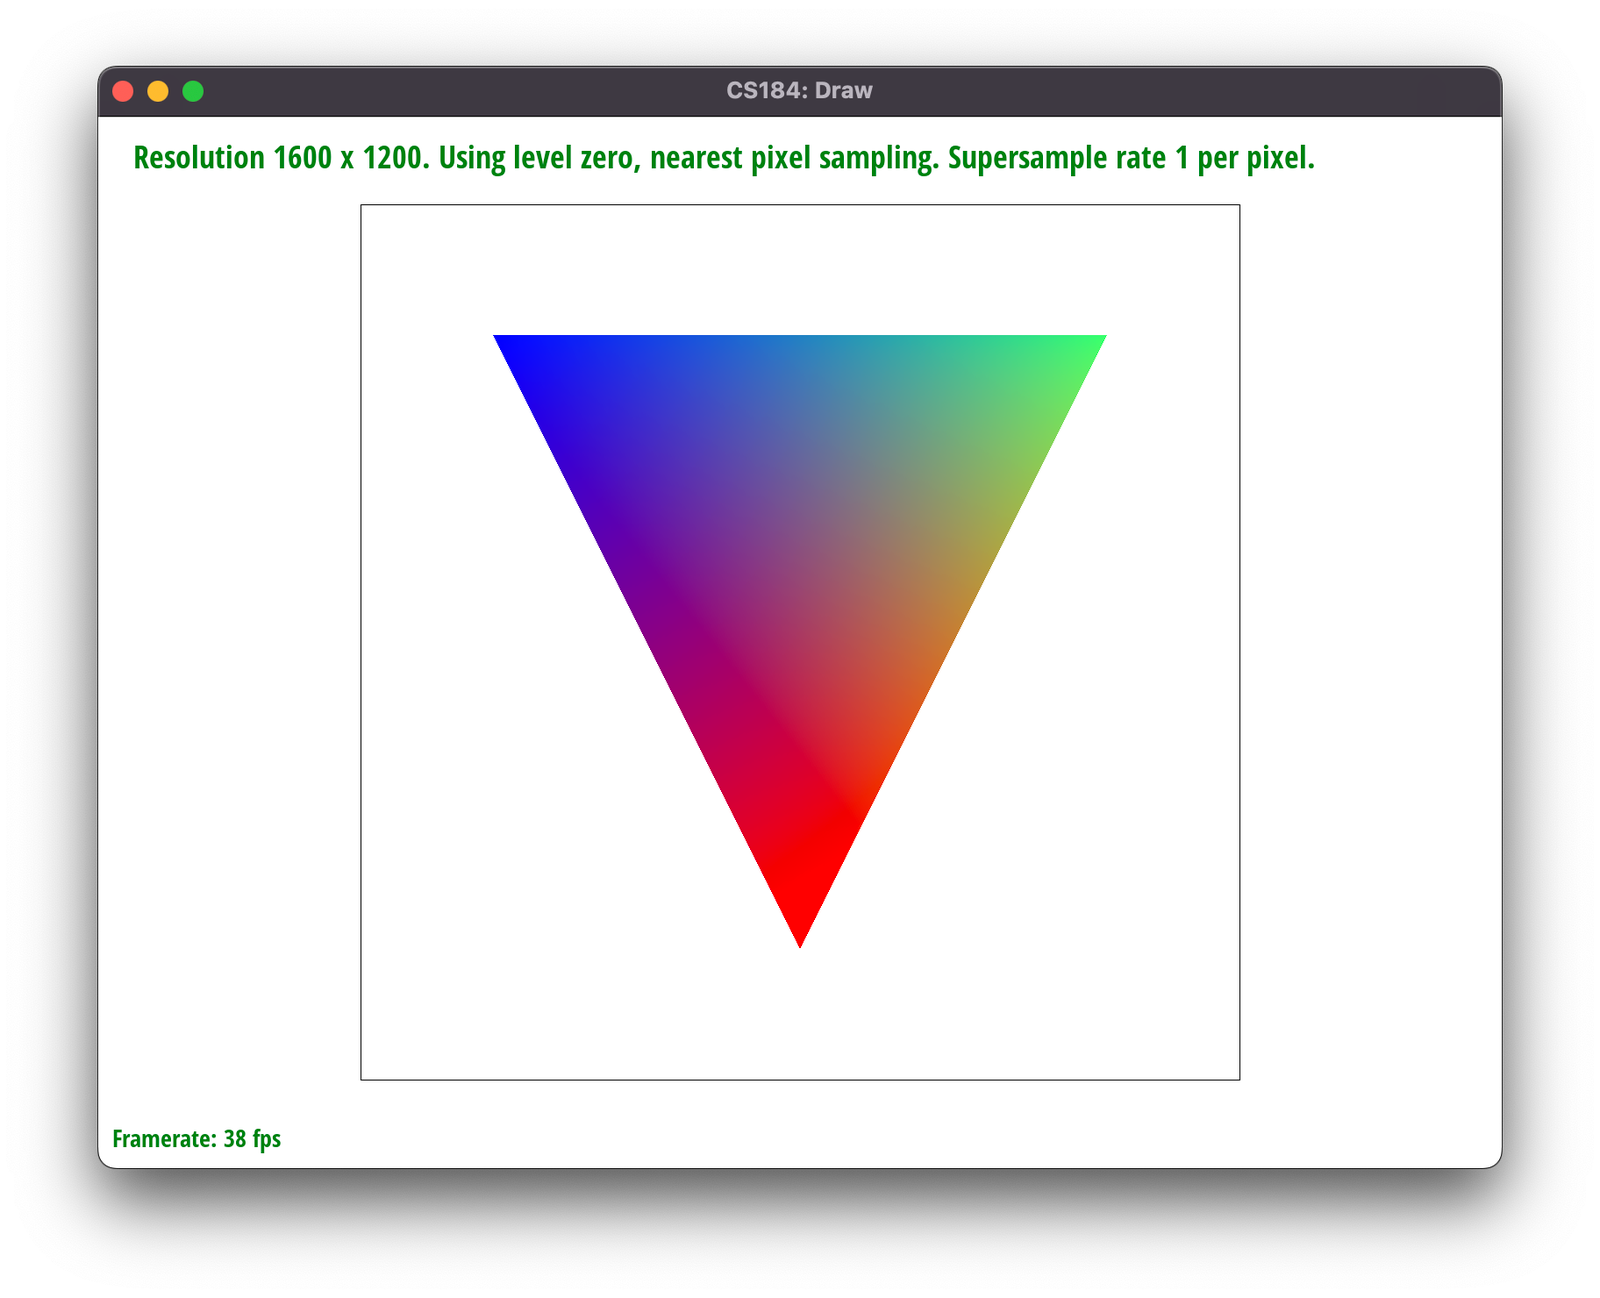 CS184: Draw
Resolution 1600 x 1200. Using level zero, nearest pixel sampling. Supersample rate 1 per pixel.
Framerate: 38 fps